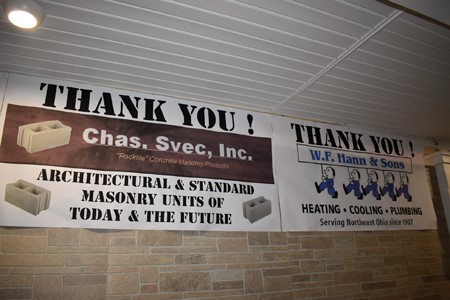 THANK YOU !
Chas. Svec, Inc.
"Rocklite" Concrete Masonry Products
ARCHITECTURAL & STANDARD
MASONRY UNITS OF
TODAY & THE FUTURE
THANK YOU !
W.F. Hann & Sons
HEATING • COOLING • PLUMBING
Serving Northeast Ohio since 1907